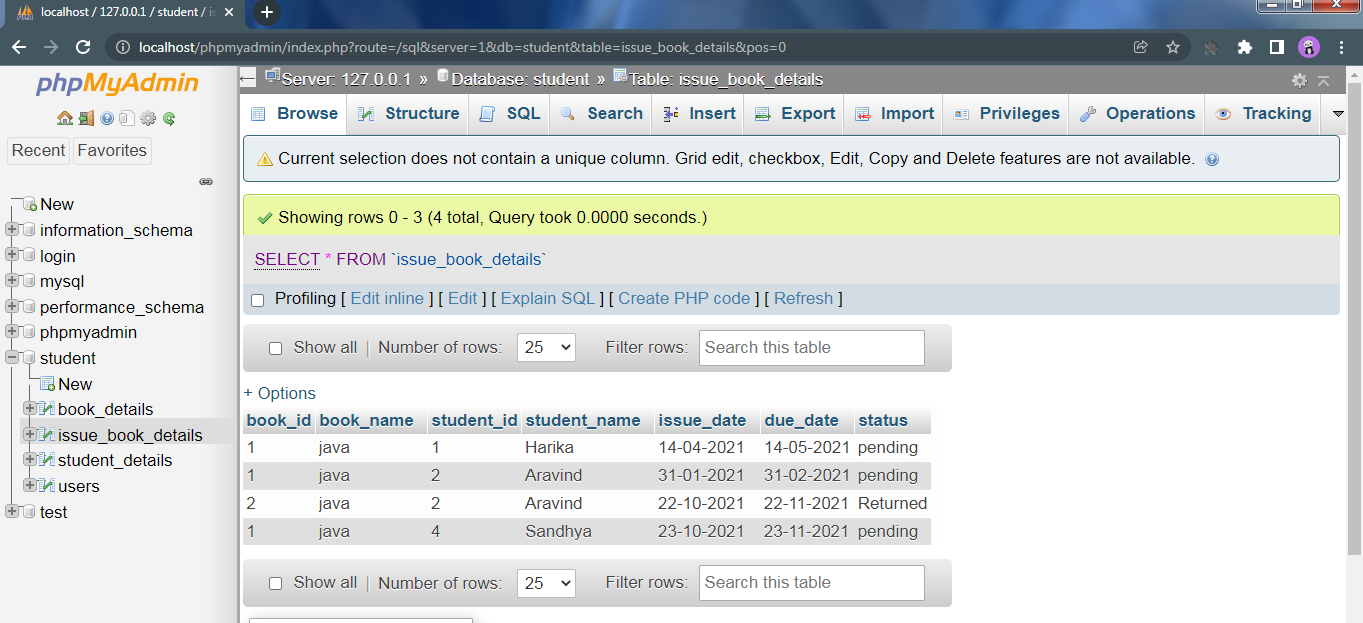 localhost / 127.0.0.1 / student / is
localhost/phpmyadmin/index.php?route=/sql&server=1&db=student&table=issue_book_details&pos=0
phpMyAdmin
Recent Favorites
New
information_schema
login
mysql
performance_schema
phpmyadmin
student
New
book_details
issue_book_details
student_details
users
test
Server: 127.0.0.1 » Database: student » Table: issue_book_details
Browse Structure SQL Search Insert Export Import Privileges Operations Tracking
Current selection does not contain a unique column. Grid edit, checkbox, Edit, Copy and Delete features are not available.
Showing rows 0 - 3 (4 total, Query took 0.0000 seconds.)
SELECT * FROM `issue_book_details`
Profiling [ Edit inline ] [ Edit ] [ Explain SQL ] [ Create PHP code ] [ Refresh ]
Show all | Number of rows: 25 Filter rows: Search this table
+ Options
book_id book_name student_id student_name issue_date due_date status
1 java 1 Harika 14-04-2021 14-05-2021 pending
1 java 2 Aravind 31-01-2021 31-02-2021 pending
2 java 2 Aravind 22-10-2021 22-11-2021 Returned
1 java 4 Sandhya 23-10-2021 23-11-2021 pending
Show all | Number of rows: 25 Filter rows: Search this table